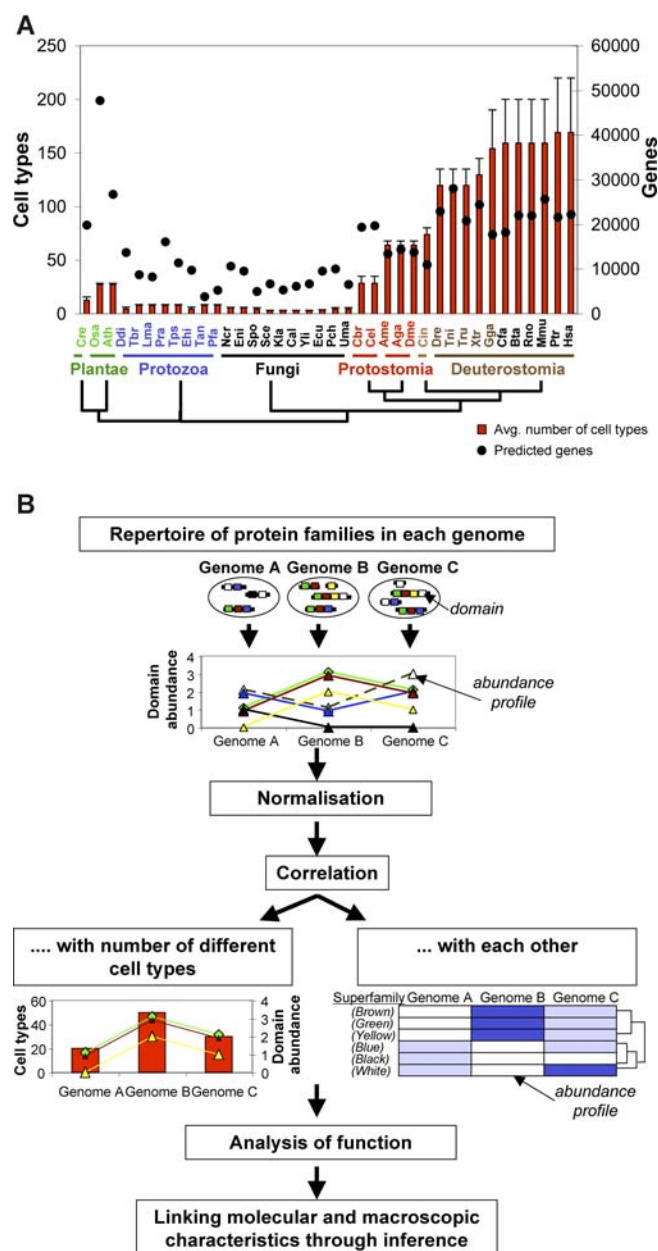 A
250
200
150
100
50
0
Cell types
60000
50000
40000
30000
20000
10000
0
Genes
Cre Osa Ath Ddi Tbr Lma Pra Tps Ehi Tan Pfa Ncr Eni Spo Sce Kla Cal Yli Ecu Pch Uma Cbr Cel Ame Aga Dme Cin Dre Tni Tru Xtr Gga Cfa Bta Rno Mmu Ptr Hsa
Plantae Protozoa Fungi Protostomia Deuterostomia
Avg. number of cell types
Predicted genes
B
Repertoire of protein families in each genome
Genome A Genome B Genome C
domain
Domain
abundance
4
3
2
1
0
Genome A Genome B Genome C
abundance
profile
Normalisation
Correlation
.... with number of different
cell types
... with each other
Cell types
60
40
20
0
4
3
2
1
0
Domain
abundance
Genome A Genome B Genome C
Superfamily Genome A Genome B Genome C
(Brown)
(Green)
(Yellow)
(Blue)
(Black)
(White)
abundance
profile
Analysis of function
Linking molecular and macroscopic
characteristics through inference